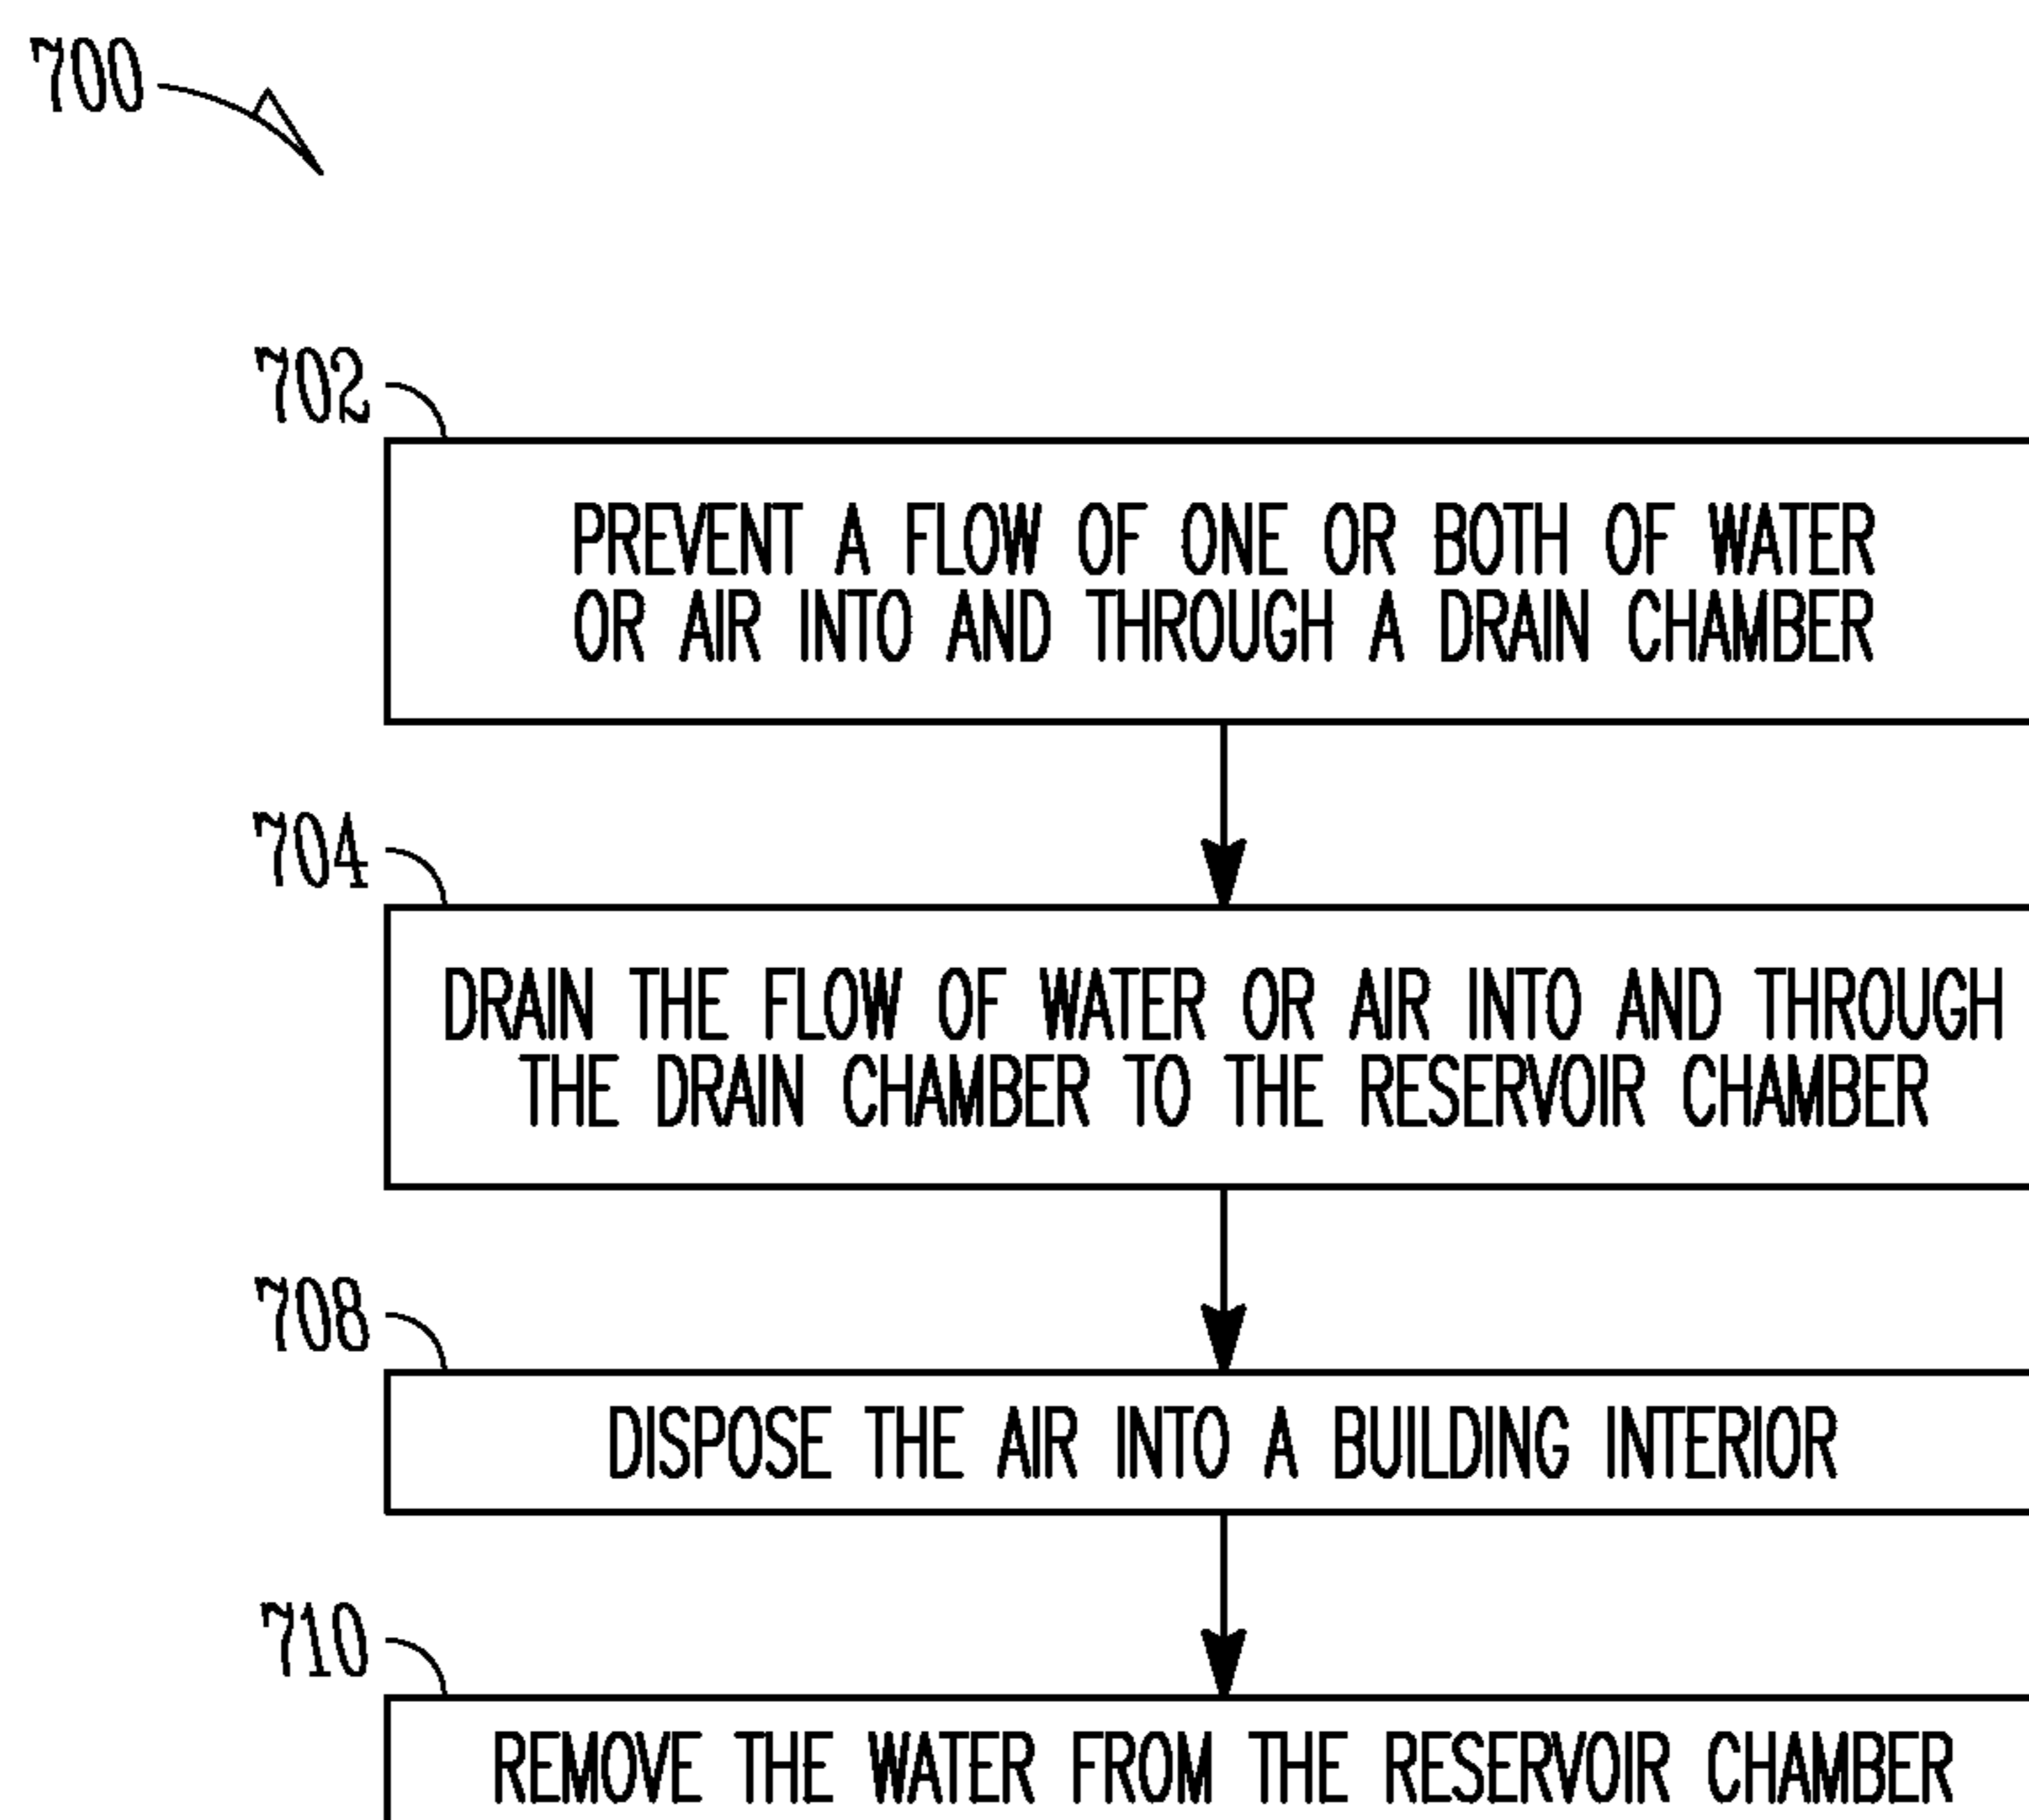 700
702
PREVENT A FLOW OF ONE OR BOTH OF WATER
OR AIR INTO AND THROUGH A DRAIN CHAMBER
704
DRAIN THE FLOW OF WATER OR AIR INTO AND THROUGH
THE DRAIN CHAMBER TO THE RESERVOIR CHAMBER
708
DISPOSE THE AIR INTO A BUILDING INTERIOR
710
REMOVE THE WATER FROM THE RESERVOIR CHAMBER